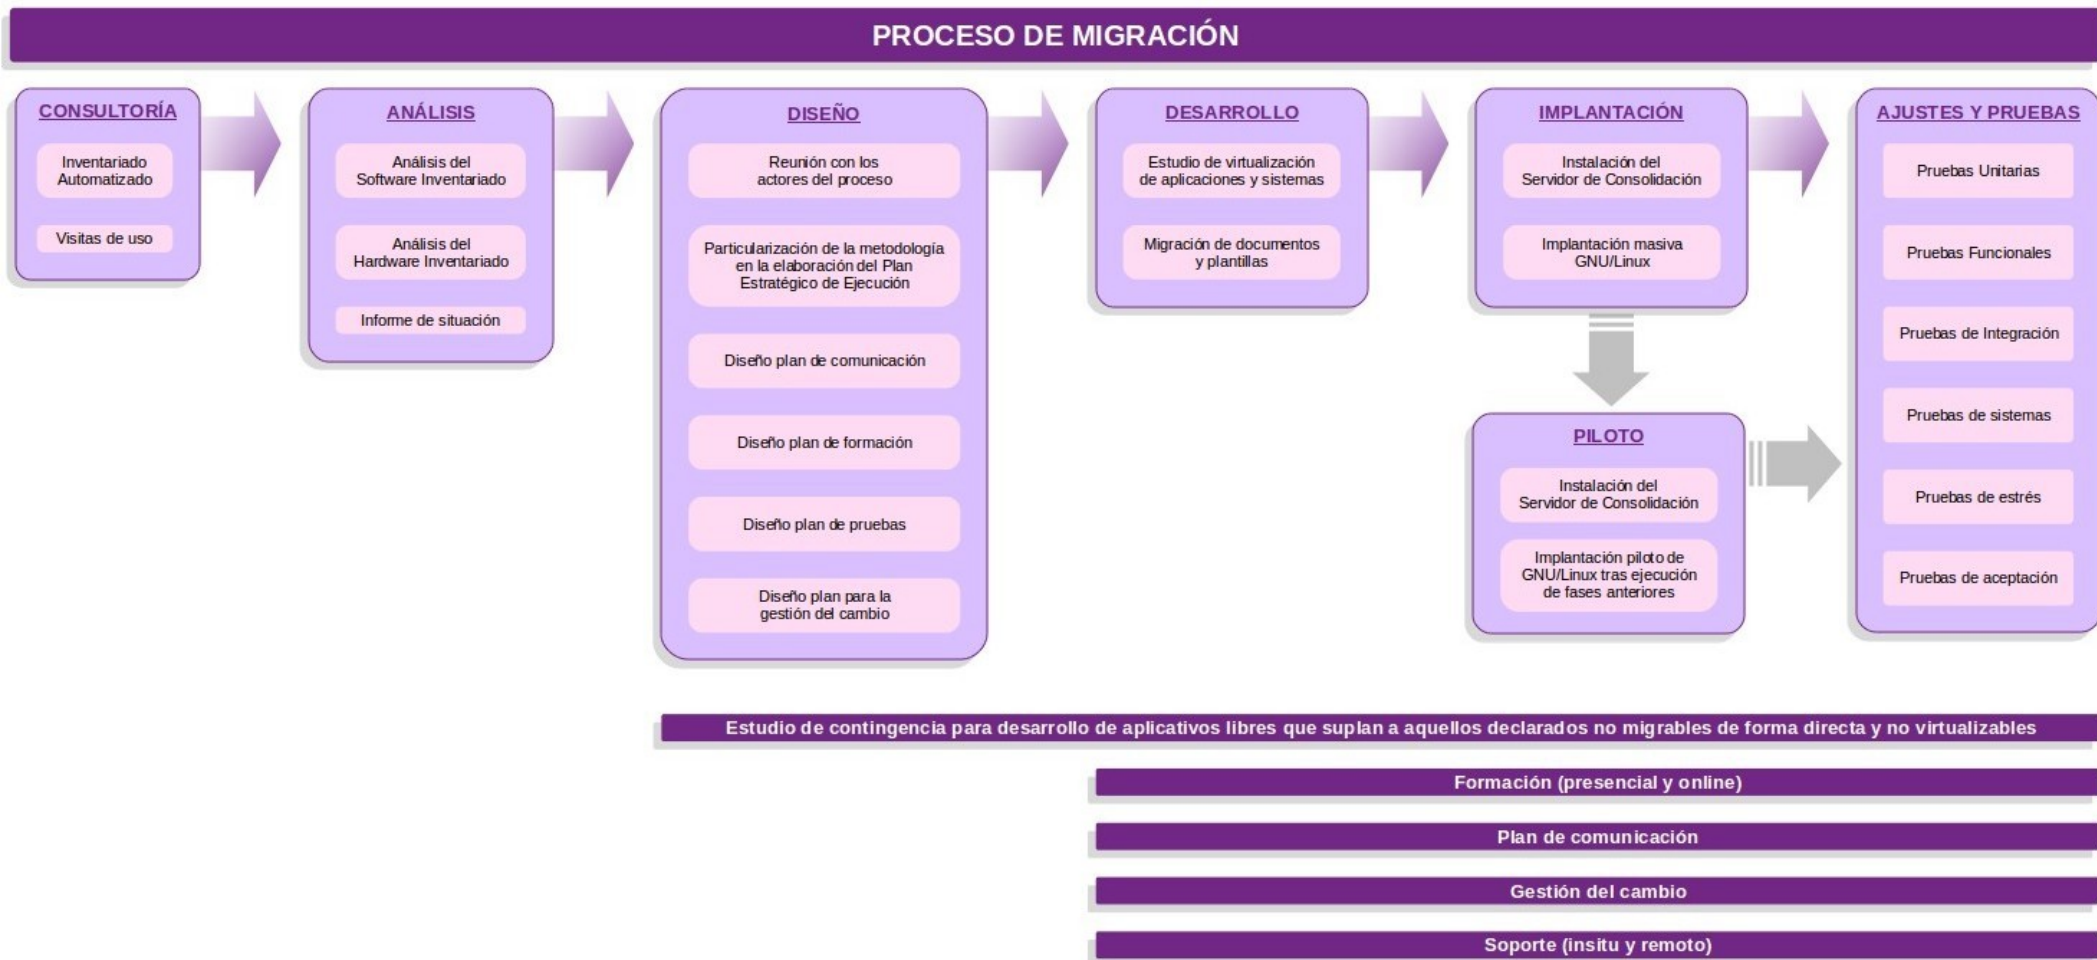 PROCESO DE MIGRACIÓN
CONSULTORÍA
Inventariado
Automatizado
Visitas de uso
ANÁLISIS
Análisis del
Software Inventariado
Análisis del
Hardware Inventariado
Informe de situación
DISEÑO
Reunión con los
actores del proceso
Particularización de la metodología
en la elaboración del Plan
Estratégico de Ejecución
Diseño plan de comunicación
Diseño plan de formación
Diseño plan de pruebas
Diseño plan para la
gestión del cambio
DESARROLLO
Estudio de virtualización
de aplicaciones y sistemas
Migración de documentos
y plantillas
IMPLANTACIÓN
Instalación del
Servidor de Consolidación
Implantación masiva
GNU/Linux
PILOTO
Instalación del
Servidor de Consolidación
Implantación piloto de
GNU/Linux tras ejecución
de fases anteriores
AJUSTES Y PRUEBAS
Pruebas Unitarias
Pruebas Funcionales
Pruebas de Integración
Pruebas de sistemas
Pruebas de estrés
Pruebas de aceptación
Estudio de contingencia para desarrollo de aplicativos libres que suplan a aquellos declarados no migrables de forma directa y no virtualizables
Formación (presencial y online)
Plan de comunicación
Gestión del cambio
Soporte (insitu y remoto)